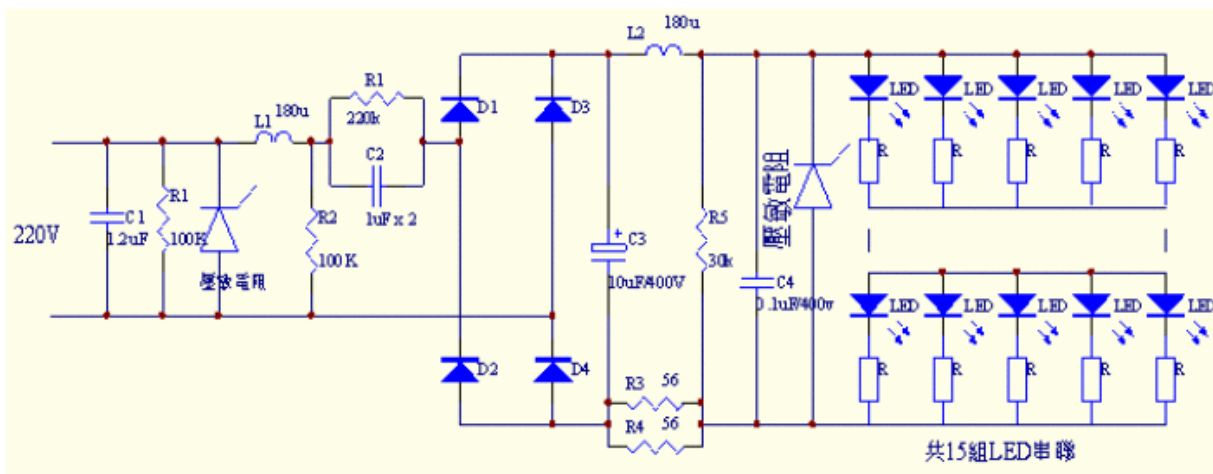 L2
180u
R1
220k
L1
180u
D1
D3
LED
LED
LED
LED
LED
R
R
R
R
R
C2
1uF x 2
壓敏電阻
220V
C1
1.2uF
R1
100K
壓敏電阻
R2
100K
+
C3
10uF/400V
R5
30k
C4
0.1uF/400v
LED
LED
LED
LED
LED
D2
D4
R3
56
R4
56
R
R
R
R
R
共15組LED串聯